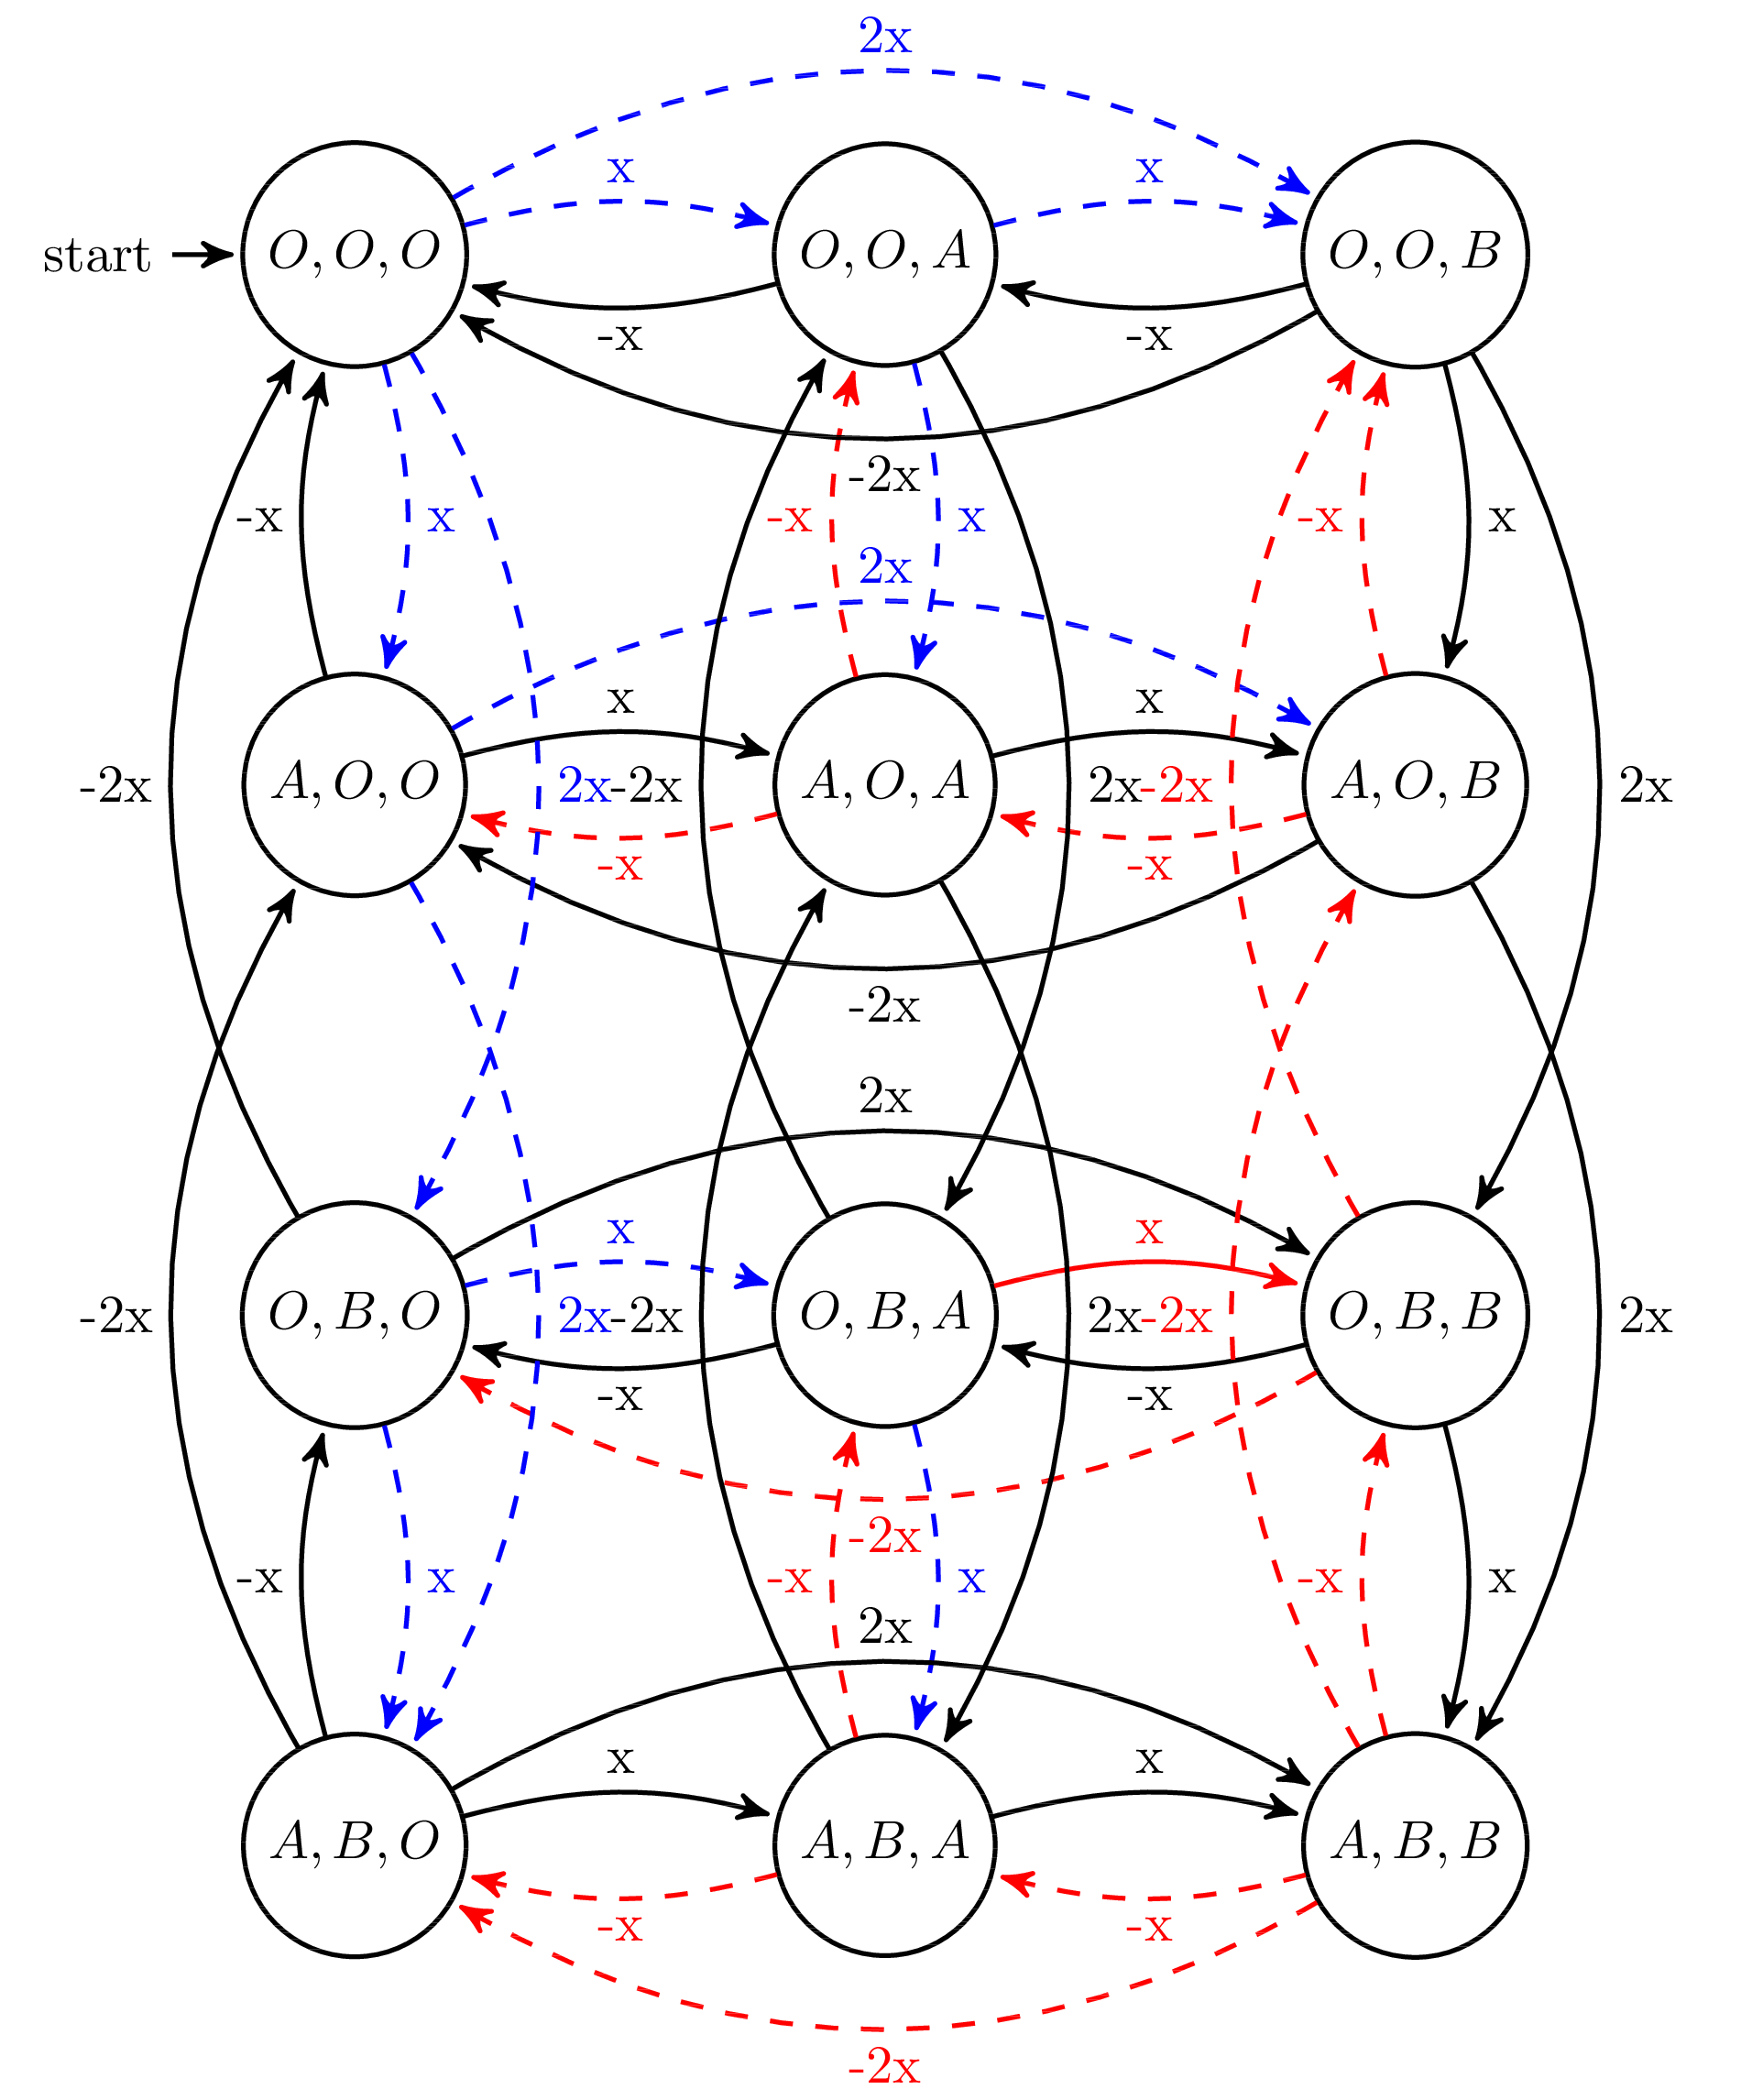 2x
x x
start O, O, O O, O, A O, O, B
-x -x
-2x
-x x -x x -x x
2x
x x
-2x A, O, O 2x -2x A, O, A 2x -2x A, O, B 2x
-x -x
-2x
2x
x x
-2x O, B, O 2x -2x O, B, A 2x -2x O, B, B 2x
-x -x
-2x
-x x -x x -x x
2x
x x
A, B, O A, B, A A, B, B
-x -x
-2x